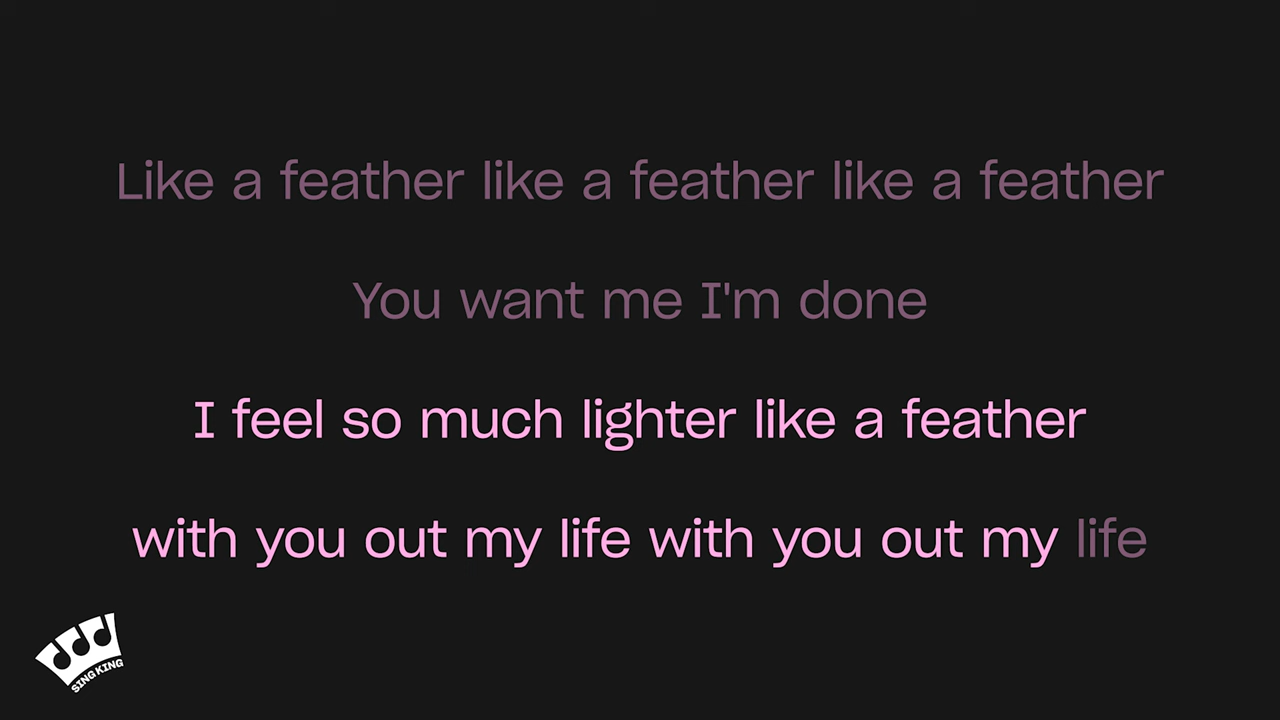 Like a feather like a feather like a feather
You want me I'm done
I feel so much lighter like a feather
with you out my life with you out my life
SING KING